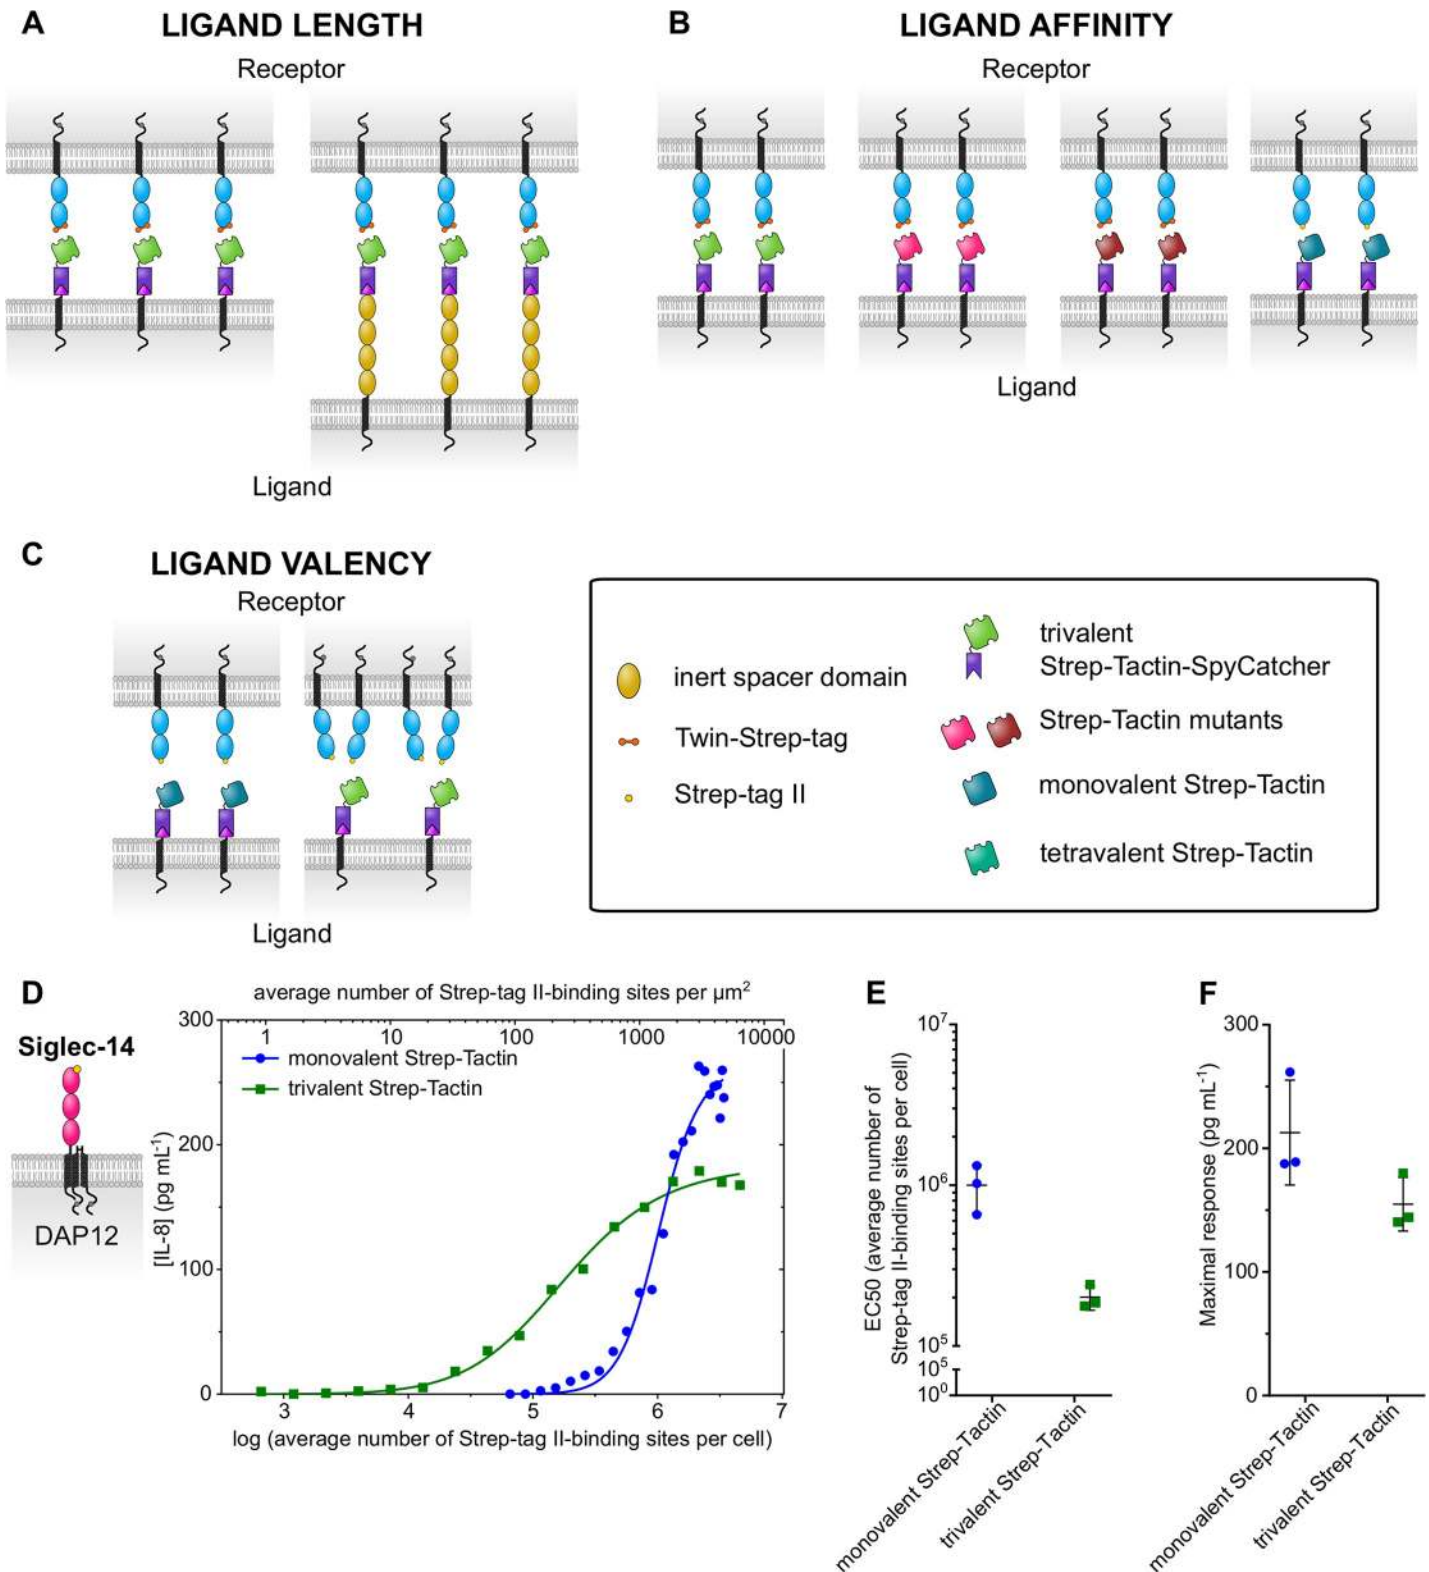 A
LIGAND LENGTH
Receptor
Ligand
B
LIGAND AFFINITY
Receptor
Ligand
C
LIGAND VALENCY
Receptor
Ligand
inert spacer domain
Twin-Strep-tag
Strep-tag II
trivalent
Strep-Tactin-SpyCatcher
Strep-Tactin mutants
monovalent Strep-Tactin
tetravalent Strep-Tactin
D
Siglec-14
DAP12
average number of Strep-tag II-binding sites per µm²
1 10 100 1000 10000
monovalent Strep-Tactin
trivalent Strep-Tactin
[IL-8] (pg mL⁻¹)
300
200
100
0
3 4 5 6 7
log (average number of Strep-tag II-binding sites per cell)
E
EC50 (average number of
Strep-tag II-binding sites per cell)
10⁷
10⁶
10⁵
10⁵
10⁰
monovalent Strep-Tactin
trivalent Strep-Tactin
F
Maximal response (pg mL⁻¹)
300
200
100
0
monovalent Strep-Tactin
trivalent Strep-Tactin